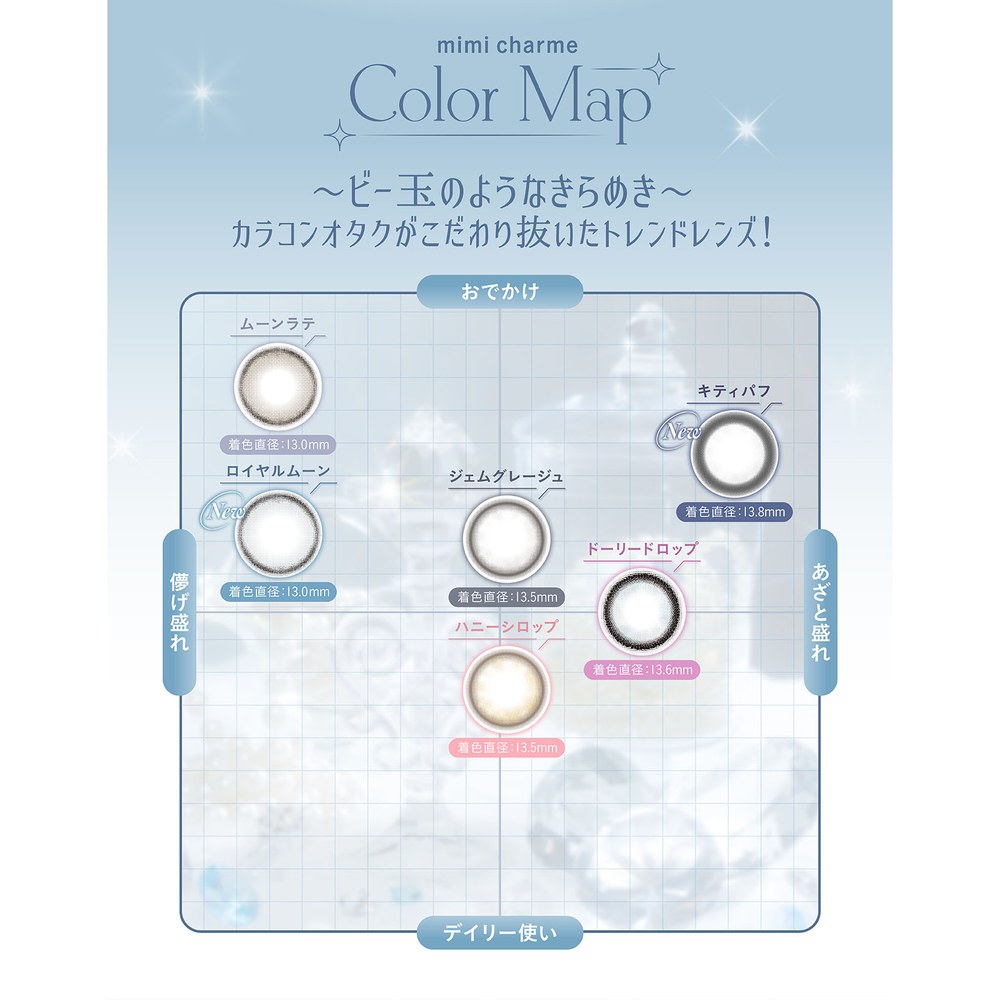 mimi charme
Color Map
～ビー玉のようなきらめき～
カラコンオタクがこだわり抜いたトレンドレンズ！
おでかけ
ムーンラテ
着色直径：13.0mm
キティパフ
New
着色直径：13.8mm
ロイヤルムーン
New
着色直径：13.0mm
ジェムグレージュ
着色直径：13.5mm
ドーリードロップ
着色直径：13.6mm
儚げ盛れ
あざと盛れ
ハニーシロップ
着色直径：13.5mm
デイリー使い